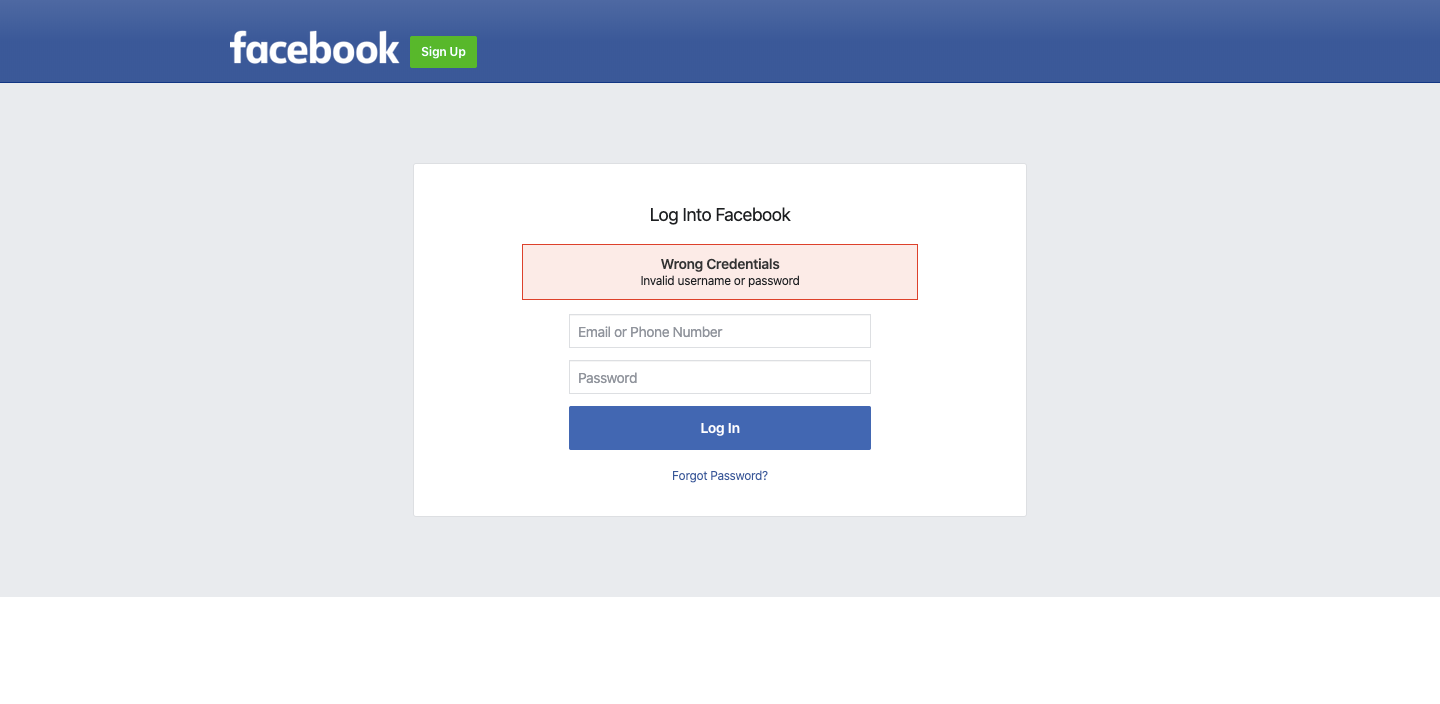 facebook
Sign Up
Log Into Facebook
Wrong Credentials
Invalid username or password
Email or Phone Number
Password
Log In
Forgot Password?